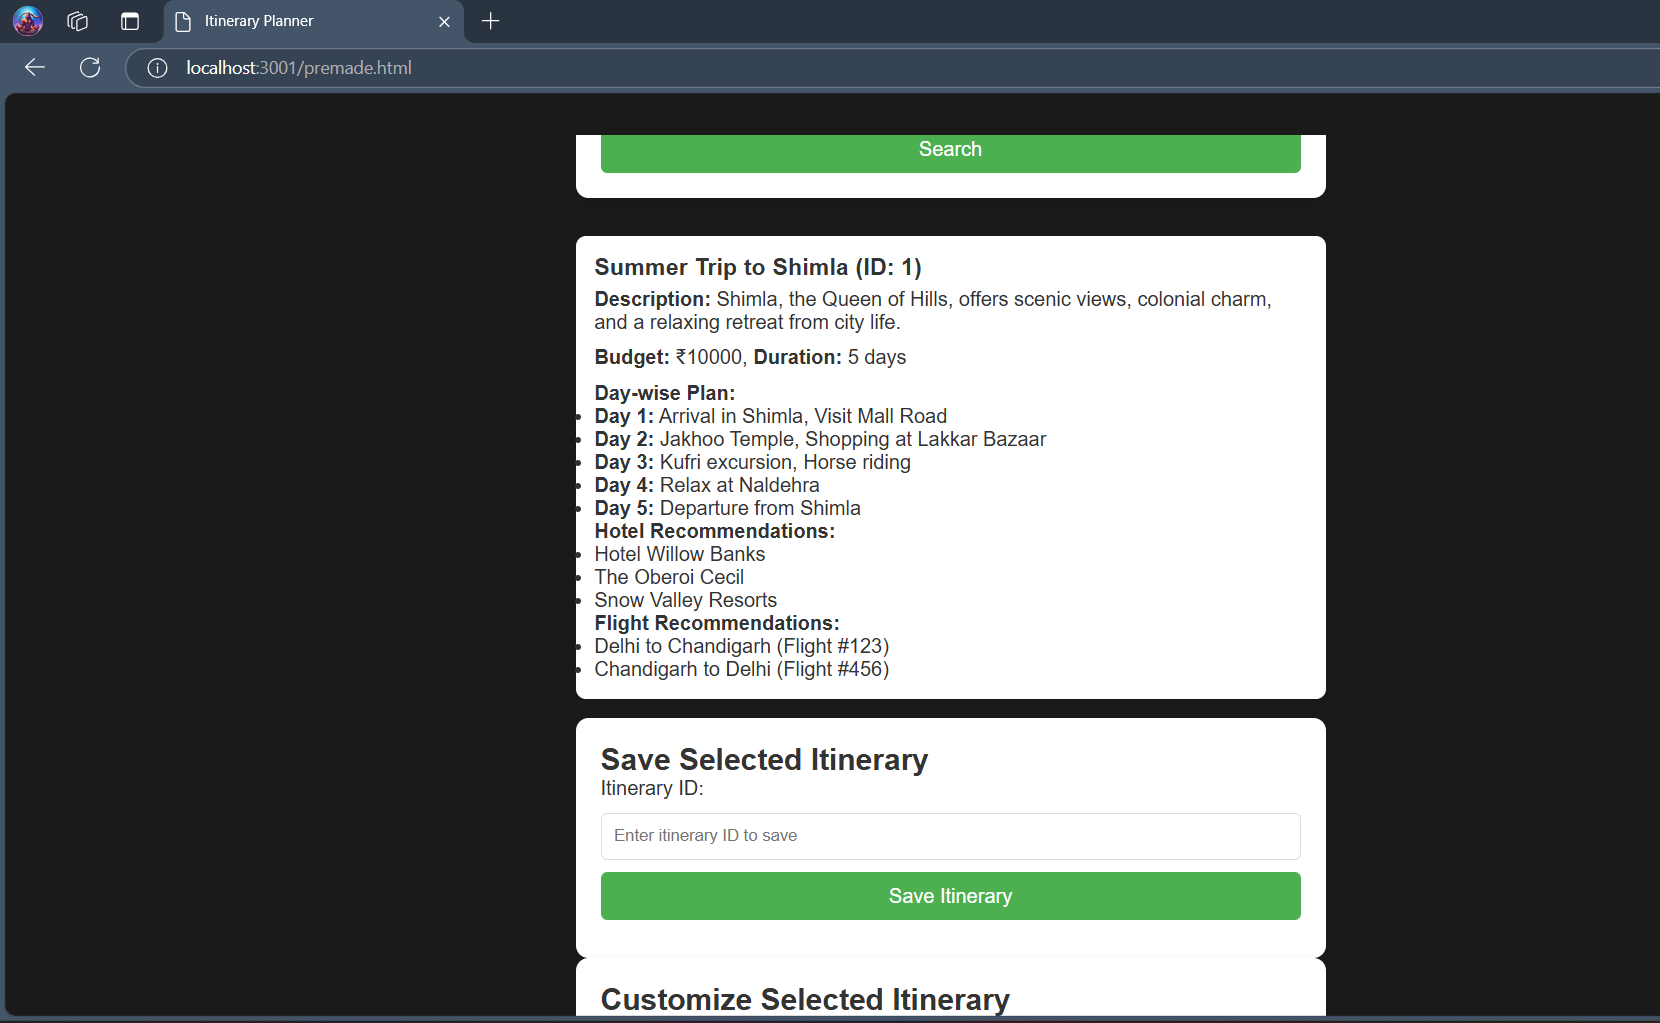 Itinerary Planner
localhost:3001/premade.html
Search
Summer Trip to Shimla (ID: 1)
Description: Shimla, the Queen of Hills, offers scenic views, colonial charm,
and a relaxing retreat from city life.
Budget: ₹10000, Duration: 5 days
Day-wise Plan:
Day 1: Arrival in Shimla, Visit Mall Road
Day 2: Jakhoo Temple, Shopping at Lakkar Bazaar
Day 3: Kufri excursion, Horse riding
Day 4: Relax at Naldehra
Day 5: Departure from Shimla
Hotel Recommendations:
Hotel Willow Banks
The Oberoi Cecil
Snow Valley Resorts
Flight Recommendations:
Delhi to Chandigarh (Flight #123)
Chandigarh to Delhi (Flight #456)
Save Selected Itinerary
Itinerary ID:
Enter itinerary ID to save
Save Itinerary
Customize Selected Itinerary